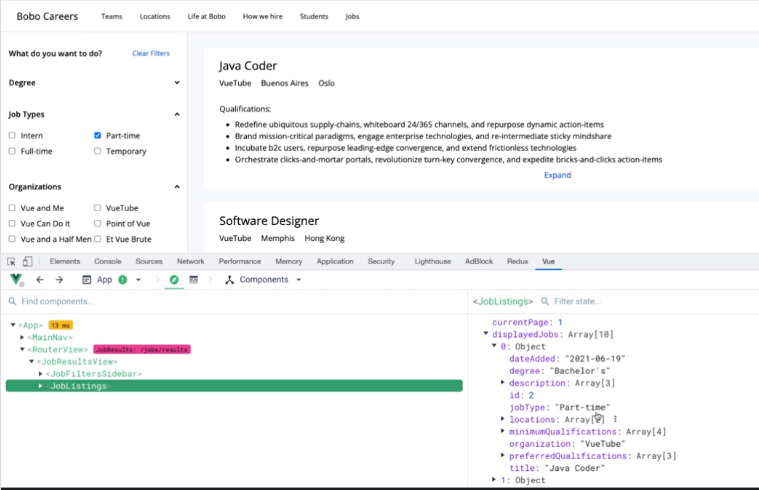 Bobo Careers Teams Locations Life at Bobo How we hire Students Jobs
What do you want to do? Clear Filters
Degree
Job Types
Intern Part-time
Full-time Temporary
Organizations
Vue and Me VueTube
Vue Can Do It Point of Vue
Vue and a Half Men Et Vue Brute
Java Coder
VueTube Buenos Aires Oslo
Qualifications:
• Redefine ubiquitous supply-chains, whiteboard 24/365 channels, and repurpose dynamic action-items
• Brand mission-critical paradigms, engage enterprise technologies, and re-intermediate sticky mindshare
• Incubate b2c users, repurpose leading-edge convergence, and extend frictionless technologies
• Orchestrate clicks-and-mortar portals, revolutionize turn-key convergence, and expedite bricks-and-clicks action-items
Expand
Software Designer
VueTube Memphis Hong Kong
Elements Console Sources Network Performance Memory Application Security Lighthouse AdBlock Redux Vue
App 1 Components
Find components...
<App> 13 ms
<MainNav>
<RouterView> JobResults: /jobs/results
<JobResultsView>
<JobFiltersSidebar>
<JobListings>
<JobListings> Filter state...
currentPage: 1
displayedJobs: Array[10]
0: Object
dateAdded: "2021-06-19"
degree: "Bachelor's"
description: Array[3]
id: 2
jobType: "Part-time"
locations:
minimumQualifications: Array[4]
organization: "VueTube"
preferredQualifications: Array[3]
title: "Java Coder"
1: Object